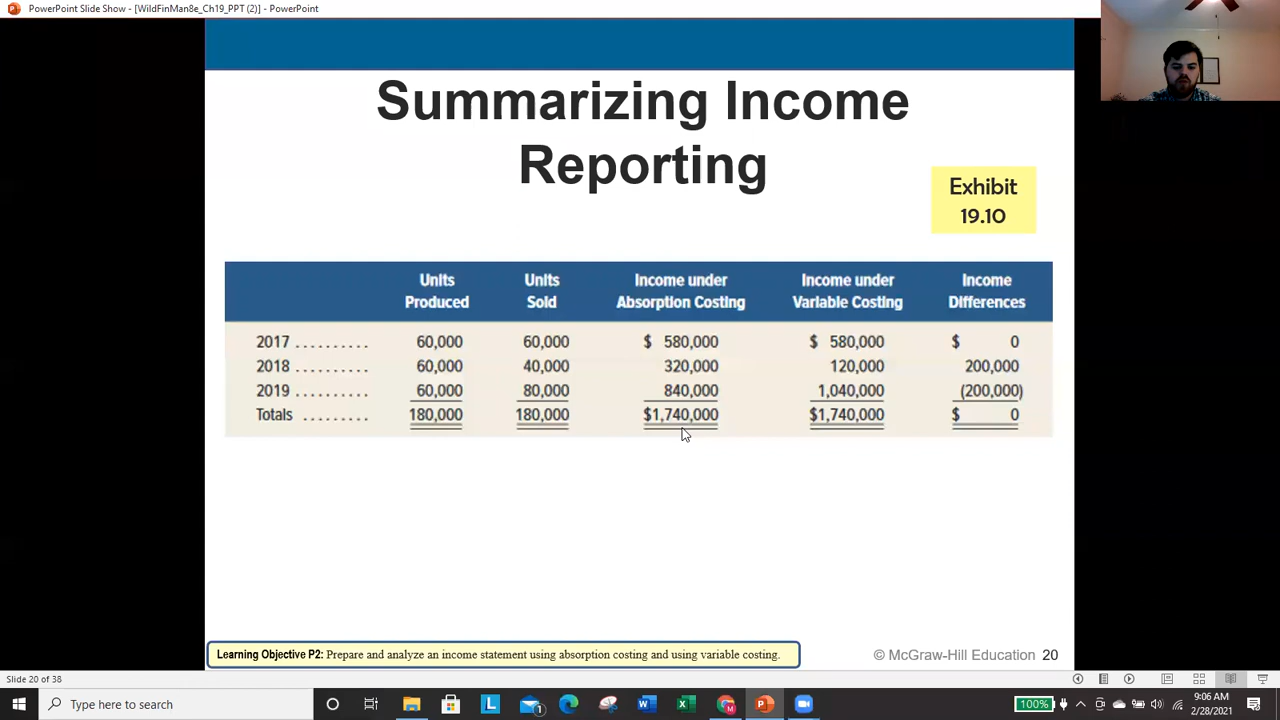 PowerPoint Slide Show - [WildFinMan8e_Ch19_PPT (2)] - PowerPoint
Summarizing Income
Reporting
Exhibit
19.10
Units Produced Units Sold Income under Absorption Costing Income under Variable Costing Income Differences
2017 .......... 60,000 60,000 $ 580,000 $ 580,000 $ 0
2018 .......... 60,000 40,000 320,000 120,000 200,000
2019 .......... 60,000 80,000 840,000 1,040,000 (200,000)
Totals ......... 180,000 180,000 $1,740,000 $1,740,000 $ 0
Learning Objective P2: Prepare and analyze an income statement using absorption costing and using variable costing.
© McGraw-Hill Education 20
Slide 20 of 38
Type here to search
100%
9:06 AM
2/28/2021